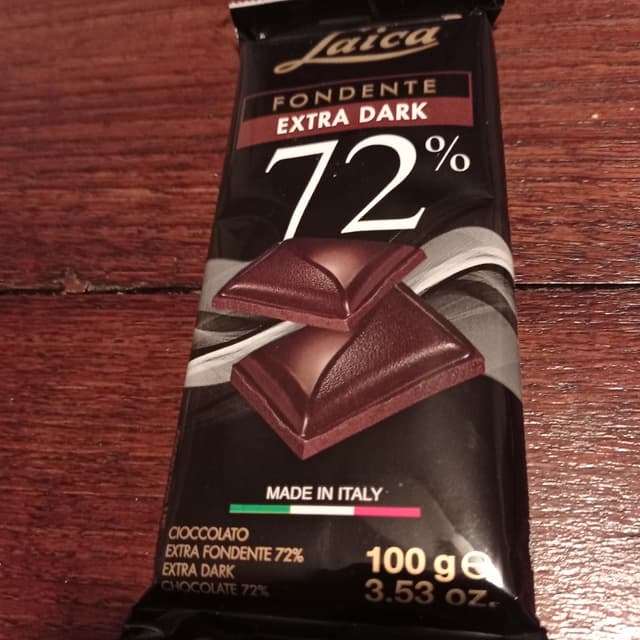 Laica
FONDENTE
EXTRA DARK
72%
MADE IN ITALY
CIOCCOLATO
EXTRA FONDENTE 72%
EXTRA DARK
CHOCOLATE 72%
100 g ℮
3.53 oz.